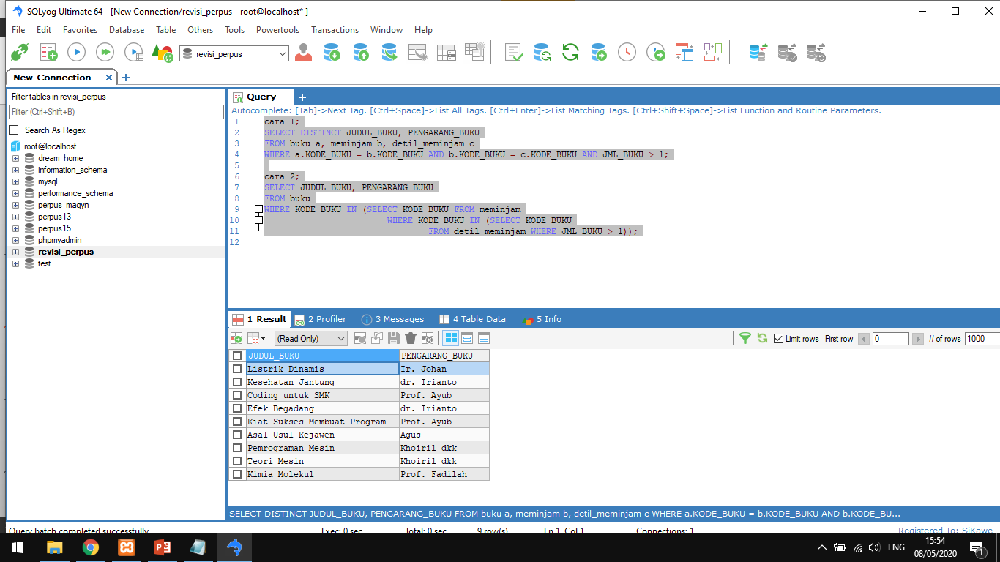 SQLyog Ultimate 64 - [New Connection/revisi_perpus - root@localhost* ]
File Edit Favorites Database Table Others Tools Powertools Transactions Window Help
revisi_perpus
New Connection
Filter tables in revisi_perpus
Filter (Ctrl+Shift+B)
Search As Regex
root@localhost
dream_home
information_schema
mysql
performance_schema
perpus_maqyn
perpus13
perpus15
phpmyadmin
revisi_perpus
test
Query
Autocomplete: [Tab]->Next Tag. [Ctrl+Space]->List All Tags. [Ctrl+Enter]->List Matching Tags. [Ctrl+Shift+Space]->List Function and Routine Parameters.
1 cara 1;
2 SELECT DISTINCT JUDUL_BUKU, PENGARANG_BUKU
3 FROM buku a, meminjam b, detil_meminjam c
4 WHERE a.KODE_BUKU = b.KODE_BUKU AND b.KODE_BUKU = c.KODE_BUKU AND JML_BUKU > 1;
5
6 cara 2;
7 SELECT JUDUL_BUKU, PENGARANG_BUKU
8 FROM buku
9 WHERE KODE_BUKU IN (SELECT KODE_BUKU FROM meminjam
10 WHERE KODE_BUKU IN (SELECT KODE_BUKU
11 FROM detil_meminjam WHERE JML_BUKU > 1));
12
1 Result 2 Profiler 3 Messages 4 Table Data 5 Info
(Read Only) Limit rows First row 0 # of rows 1000
JUDUL_BUKU PENGARANG_BUKU
Listrik Dinamis Ir. Johan
Kesehatan Jantung dr. Irianto
Coding untuk SMK Prof. Ayub
Efek Begadang dr. Irianto
Kiat Sukses Membuat Program Prof. Ayub
Asal-Usul Kejawen Agus
Pemrograman Mesin Khoiril dkk
Teori Mesin Khoiril dkk
Kimia Molekul Prof. Fadilah
SELECT DISTINCT JUDUL_BUKU, PENGARANG_BUKU FROM buku a, meminjam b, detil_meminjam c WHERE a.KODE_BUKU = b.KODE_BUKU AND b.KODE_BU...
Query batch completed successfully Exec: 0 sec Total: 0 sec 9 row(s) Ln 1, Col 1 Connections: 1 Registered To: SiKawe
ENG 15:54
08/05/2020
1